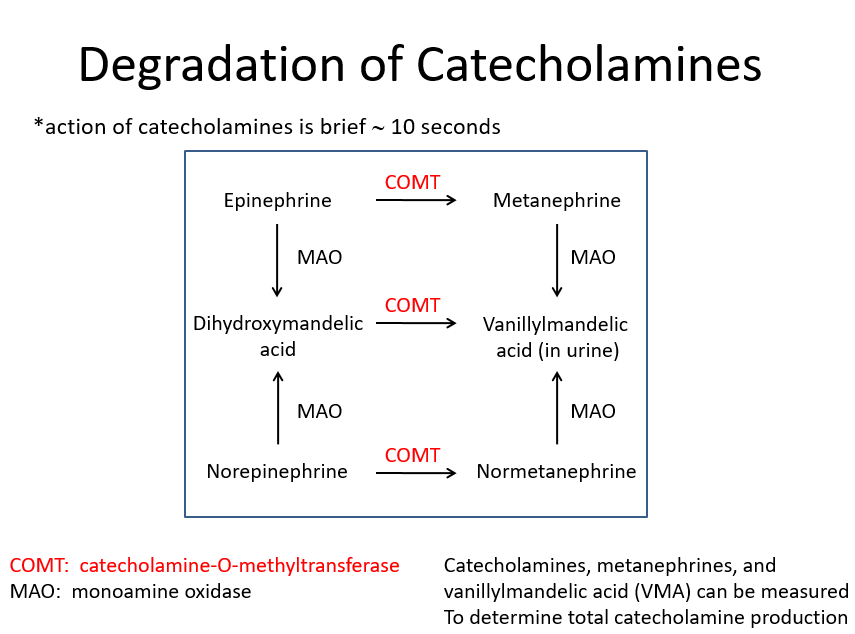 Degradation of Catecholamines
*action of catecholamines is brief ~ 10 seconds
COMT
Epinephrine
Metanephrine
MAO
MAO
COMT
Dihydroxymandelic
acid
Vanillylmandelic
acid (in urine)
MAO
MAO
COMT
Norepinephrine
Normetanephrine
COMT:  catecholamine-O-methyltransferase
MAO:  monoamine oxidase
Catecholamines, metanephrines, and
vanillylmandelic acid (VMA) can be measured
To determine total catecholamine production